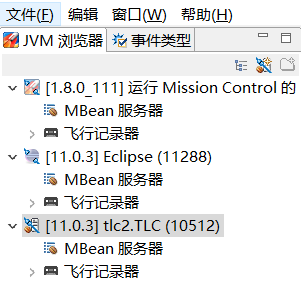 文件(F) 编辑 窗口(W) 帮助(H)
JVM 浏览器 事件类型
[1.8.0_111] 运行 Mission Control 的
MBean 服务器
飞行记录器
[11.0.3] Eclipse (11288)
MBean 服务器
飞行记录器
[11.0.3] tlc2.TLC (10512)
MBean 服务器
飞行记录器